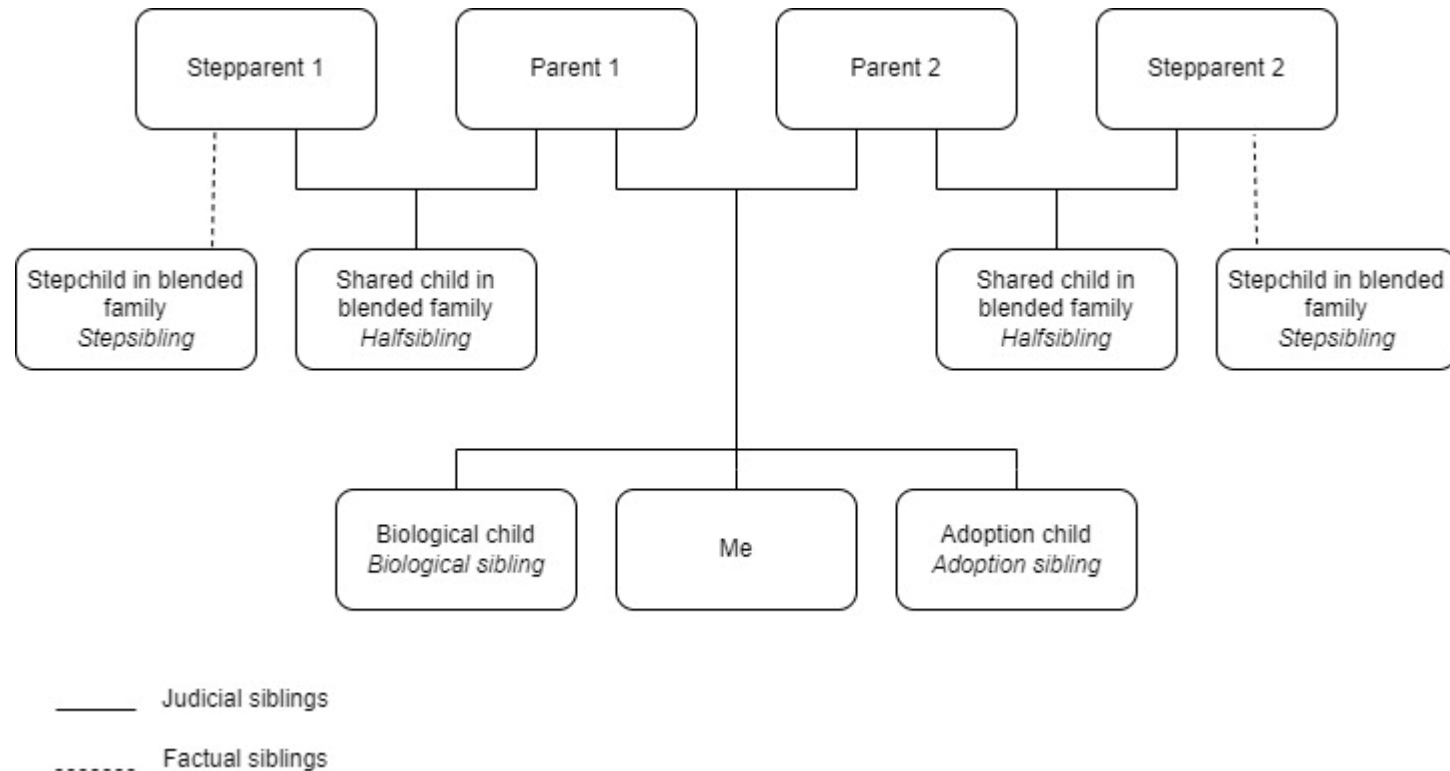 Stepparent 1
Parent 1
Parent 2
Stepparent 2
Stepchild in blended
family
Stepsibling
Shared child in
blended family
Halfsibling
Shared child in
blended family
Halfsibling
Stepchild in blended
family
Stepsibling
Biological child
Biological sibling
Me
Adoption child
Adoption sibling
Judicial siblings
Factual siblings